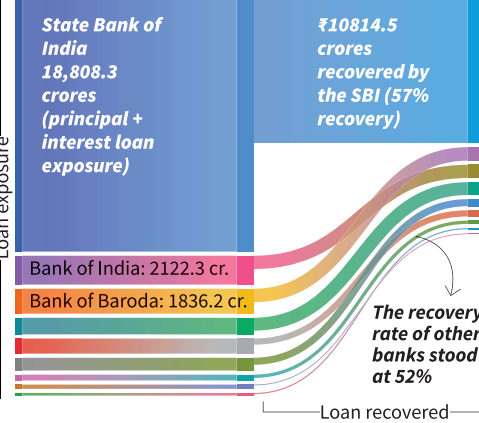 State Bank of
India
18,808.3
crores
(principal +
interest loan
exposure)
₹10814.5
crores
recovered by
the SBI (57%
recovery)
Loan exposure
Bank of India: 2122.3 cr.
Bank of Baroda: 1836.2 cr.
The recovery
rate of other
banks stood
at 52%
Loan recovered